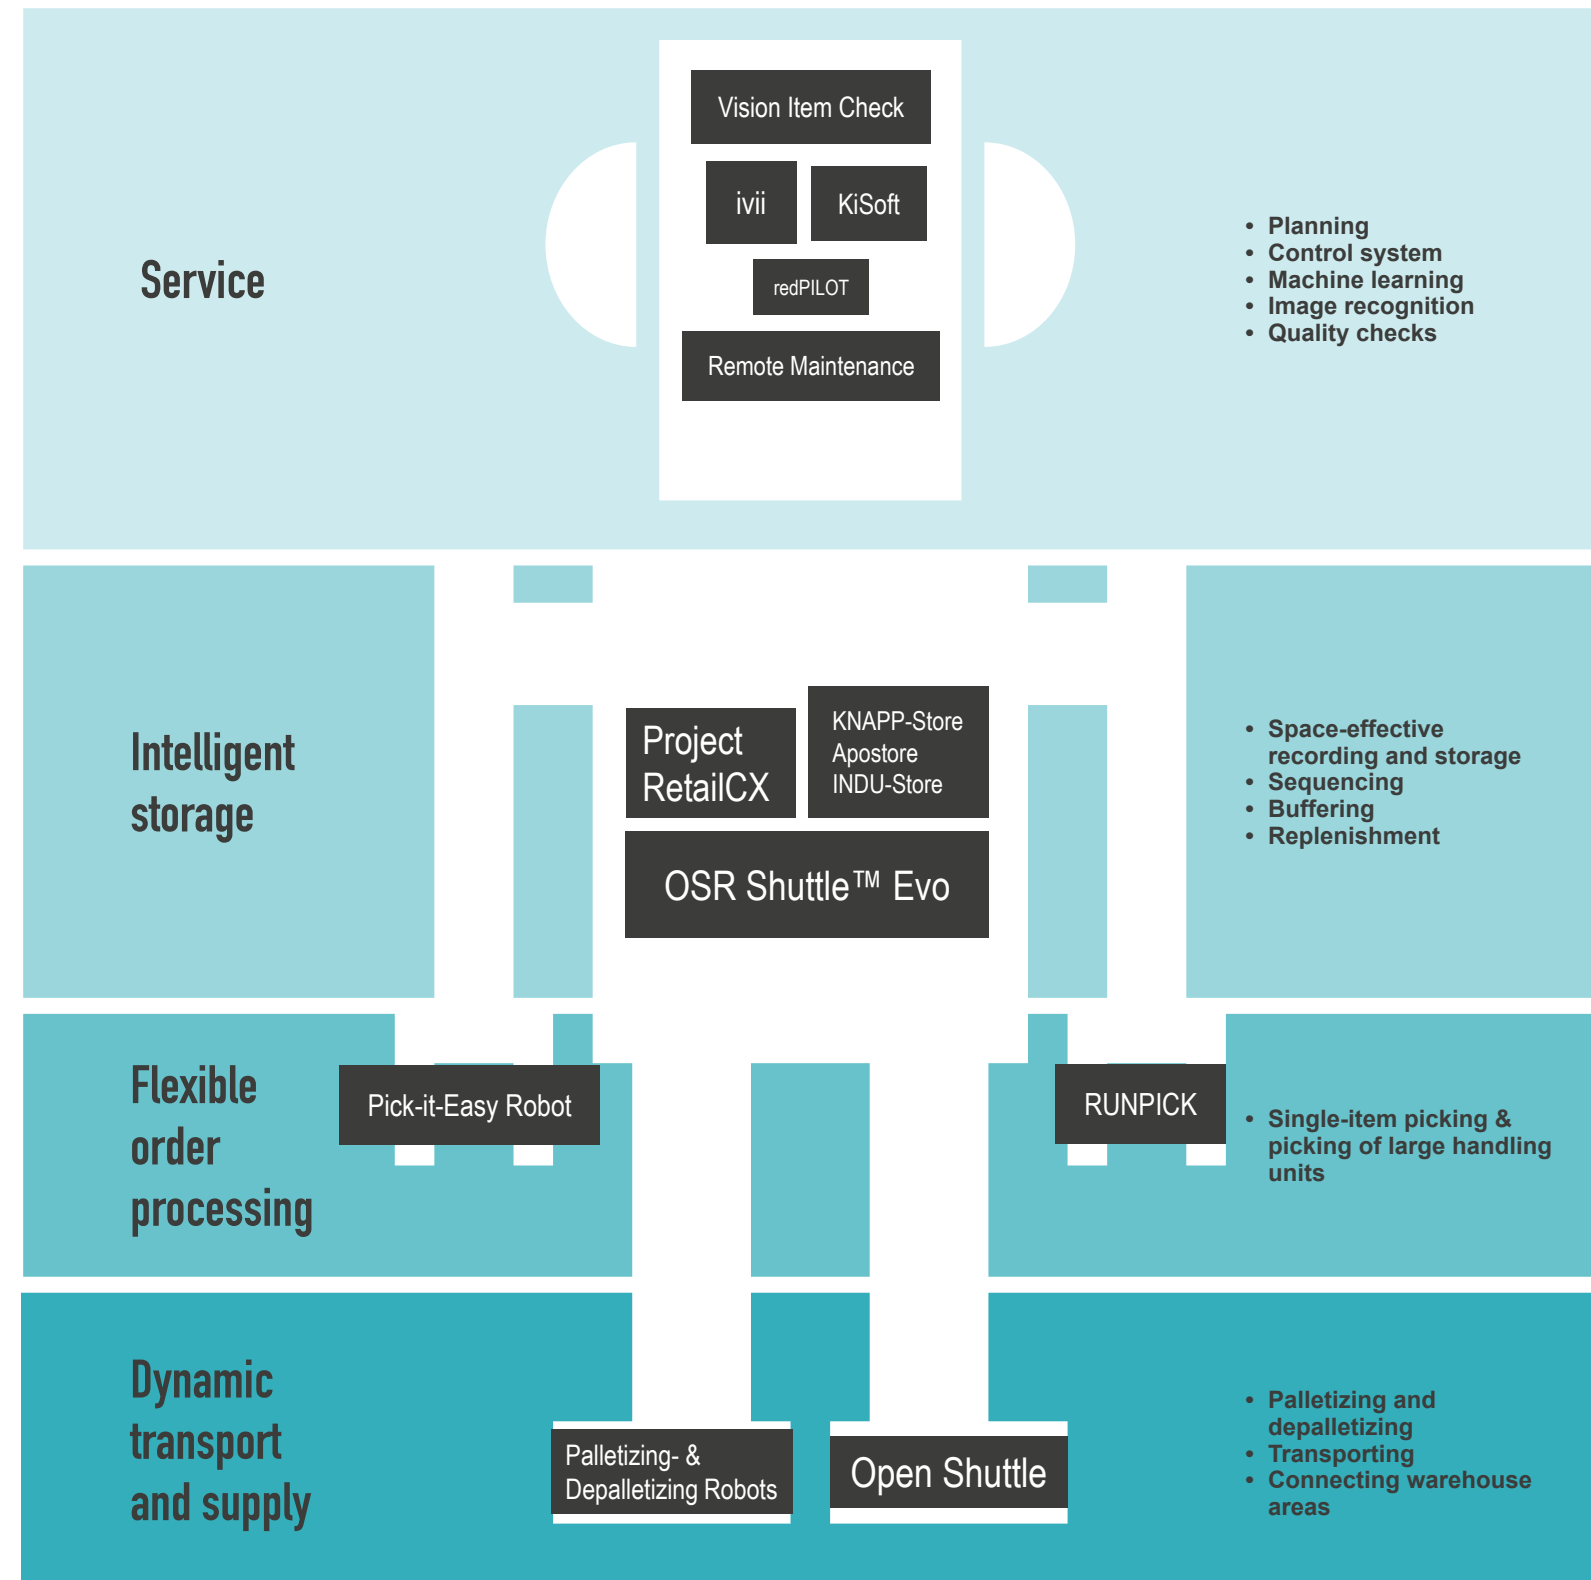 Service
Vision Item Check
ivii
KiSoft
redPILOT
Remote Maintenance
• Planning
• Control system
• Machine learning
• Image recognition
• Quality checks
Intelligent
storage
Project
RetailCX
KNAPP-Store
Apostore
INDU-Store
OSR Shuttle™ Evo
• Space-effective
recording and storage
• Sequencing
• Buffering
• Replenishment
Flexible
order
processing
Pick-it-Easy Robot
RUNPICK
• Single-item picking &
picking of large handling
units
Dynamic
transport
and supply
Palletizing- &
Depalletizing Robots
Open Shuttle
• Palletizing and
depalletizing
• Transporting
• Connecting warehouse
areas